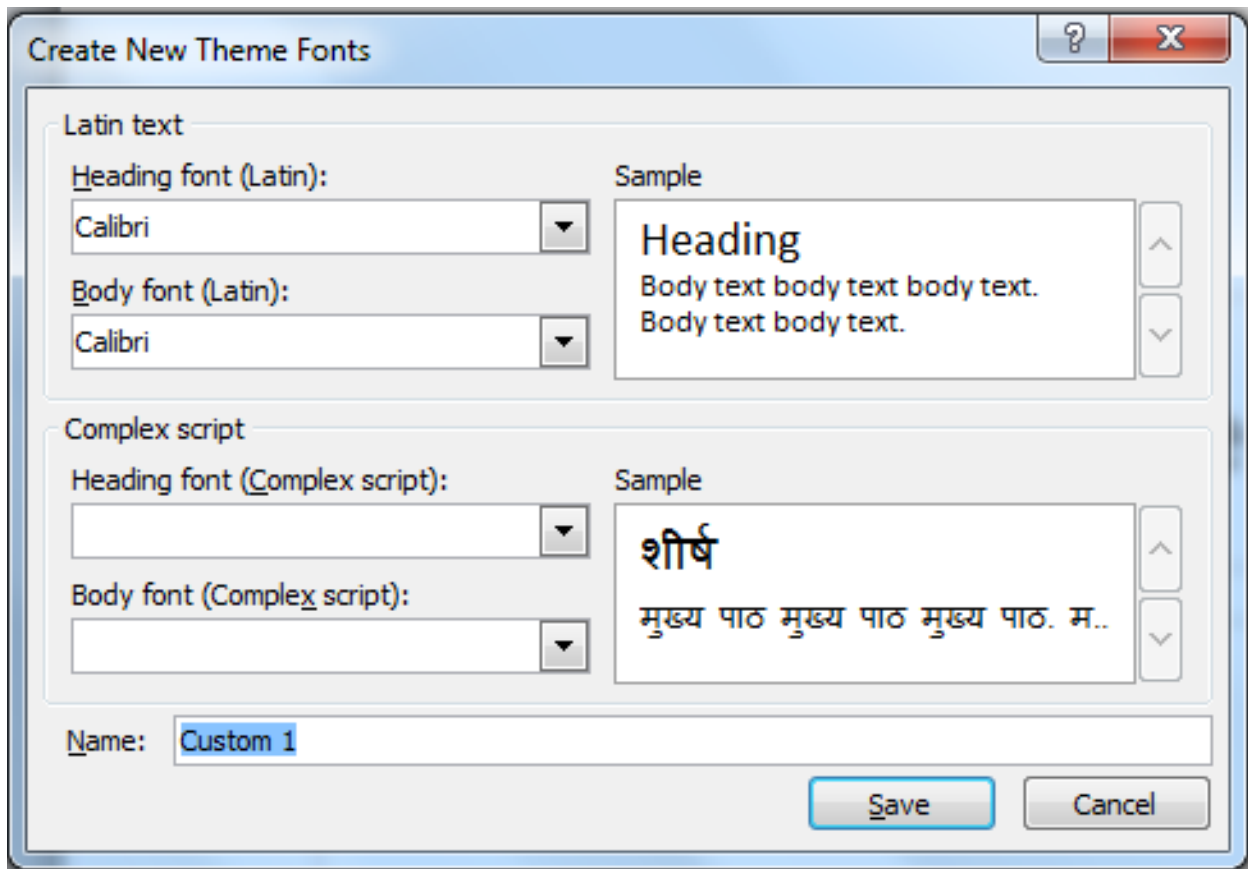 Create New Theme Fonts
Latin text
Heading font (Latin):
Sample
Calibri
Heading
Body text body text body text.
Body font (Latin):
Body text body text.
Calibri
Complex script
Heading font (Complex script):
Sample
शीर्ष
Body font (Complex script):
मुख्य पाठ मुख्य पाठ मुख्य पाठ. म..
Name:
Custom 1
Save
Cancel